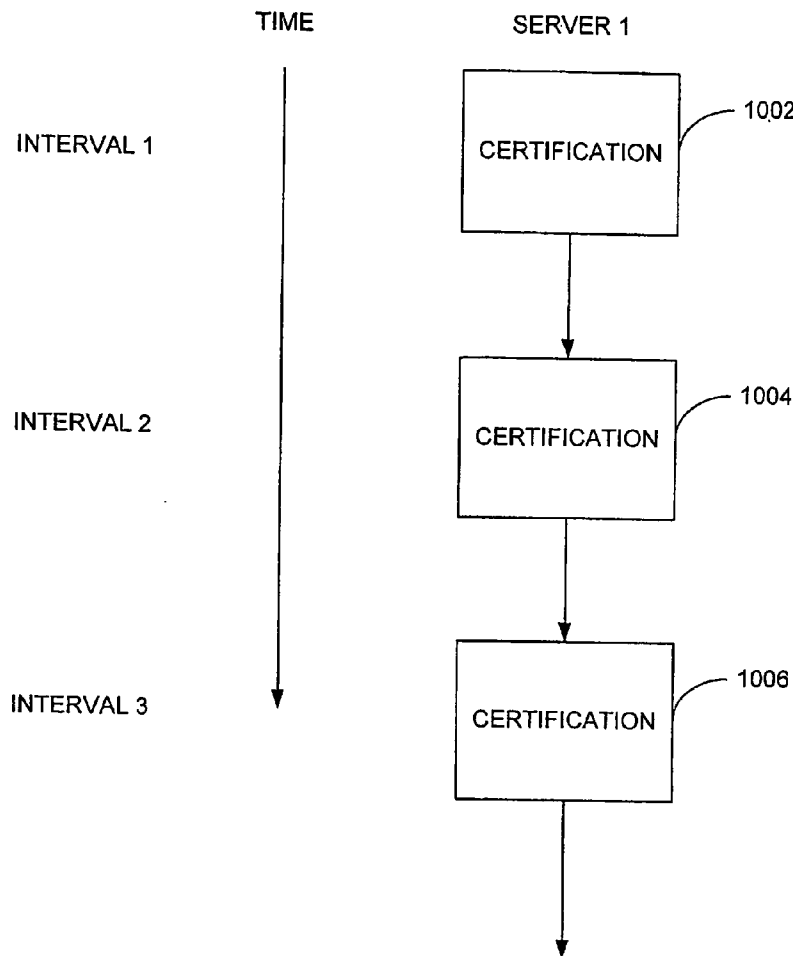 TIME
SERVER 1
INTERVAL 1
CERTIFICATION
1002
INTERVAL 2
CERTIFICATION
1004
INTERVAL 3
CERTIFICATION
1006